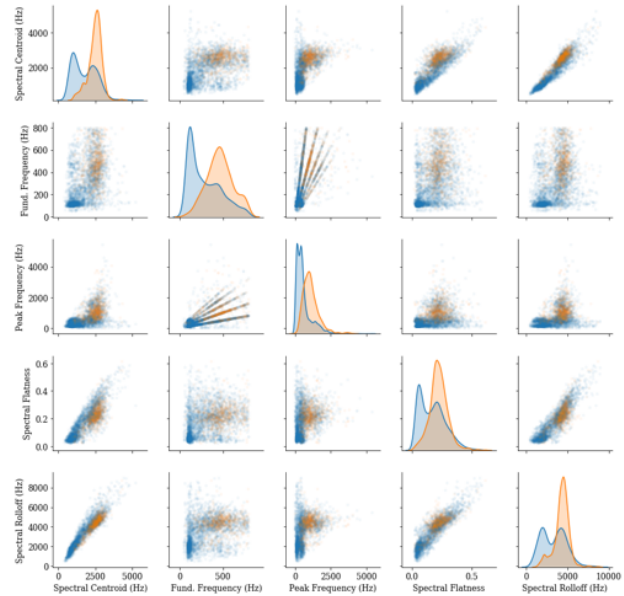 Spectral Centroid (Hz)
4000
2000
Fund. Frequency (Hz)
800
600
400
200
0
Peak Frequency (Hz)
4000
2000
0
Spectral Flatness
0.6
0.4
0.2
0.0
Spectral Rolloff (Hz)
8000
6000
4000
2000
0
0 2500 5000 0 500 0 2500 5000 0.0 0.5 0 5000 10000
Spectral Centroid (Hz) Fund. Frequency (Hz) Peak Frequency (Hz) Spectral Flatness Spectral Rolloff (Hz)